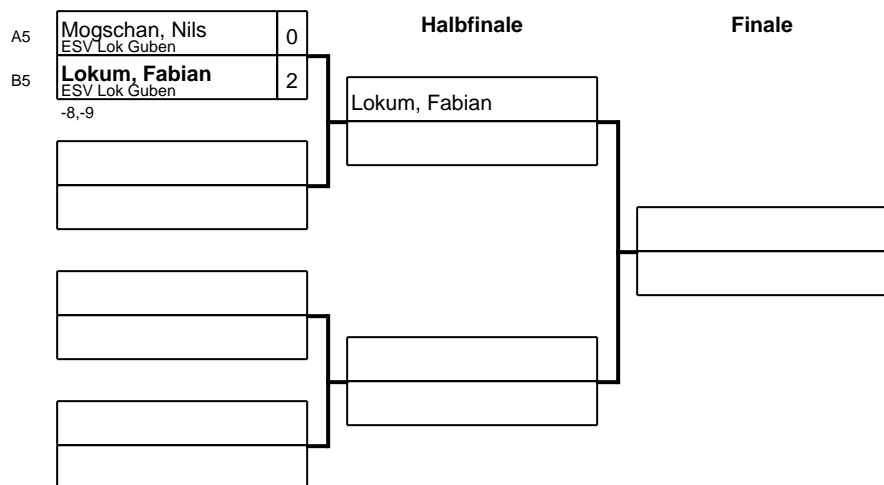 Halbfinale
Finale
A5
Mogschan, Nils
ESV Lok Guben
0
B5
Lokum, Fabian
ESV Lok Guben
2
-8,-9
Lokum, Fabian